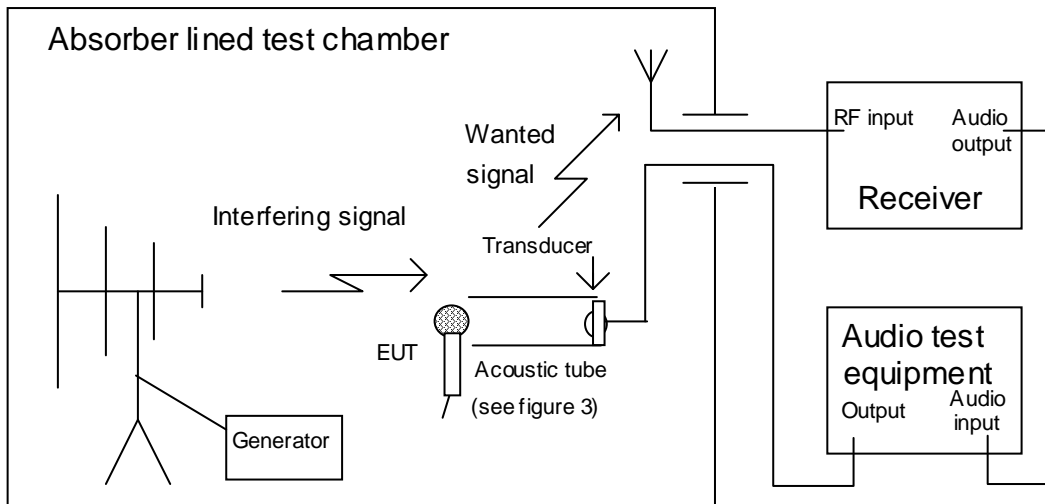 Absorber lined test chamber
RF input
Audio
output
Receiver
Wanted
signal
Interfering signal
Transducer
EUT
Acoustic tube
(see figure 3)
Generator
Audio test
equipment
Output
Audio
input